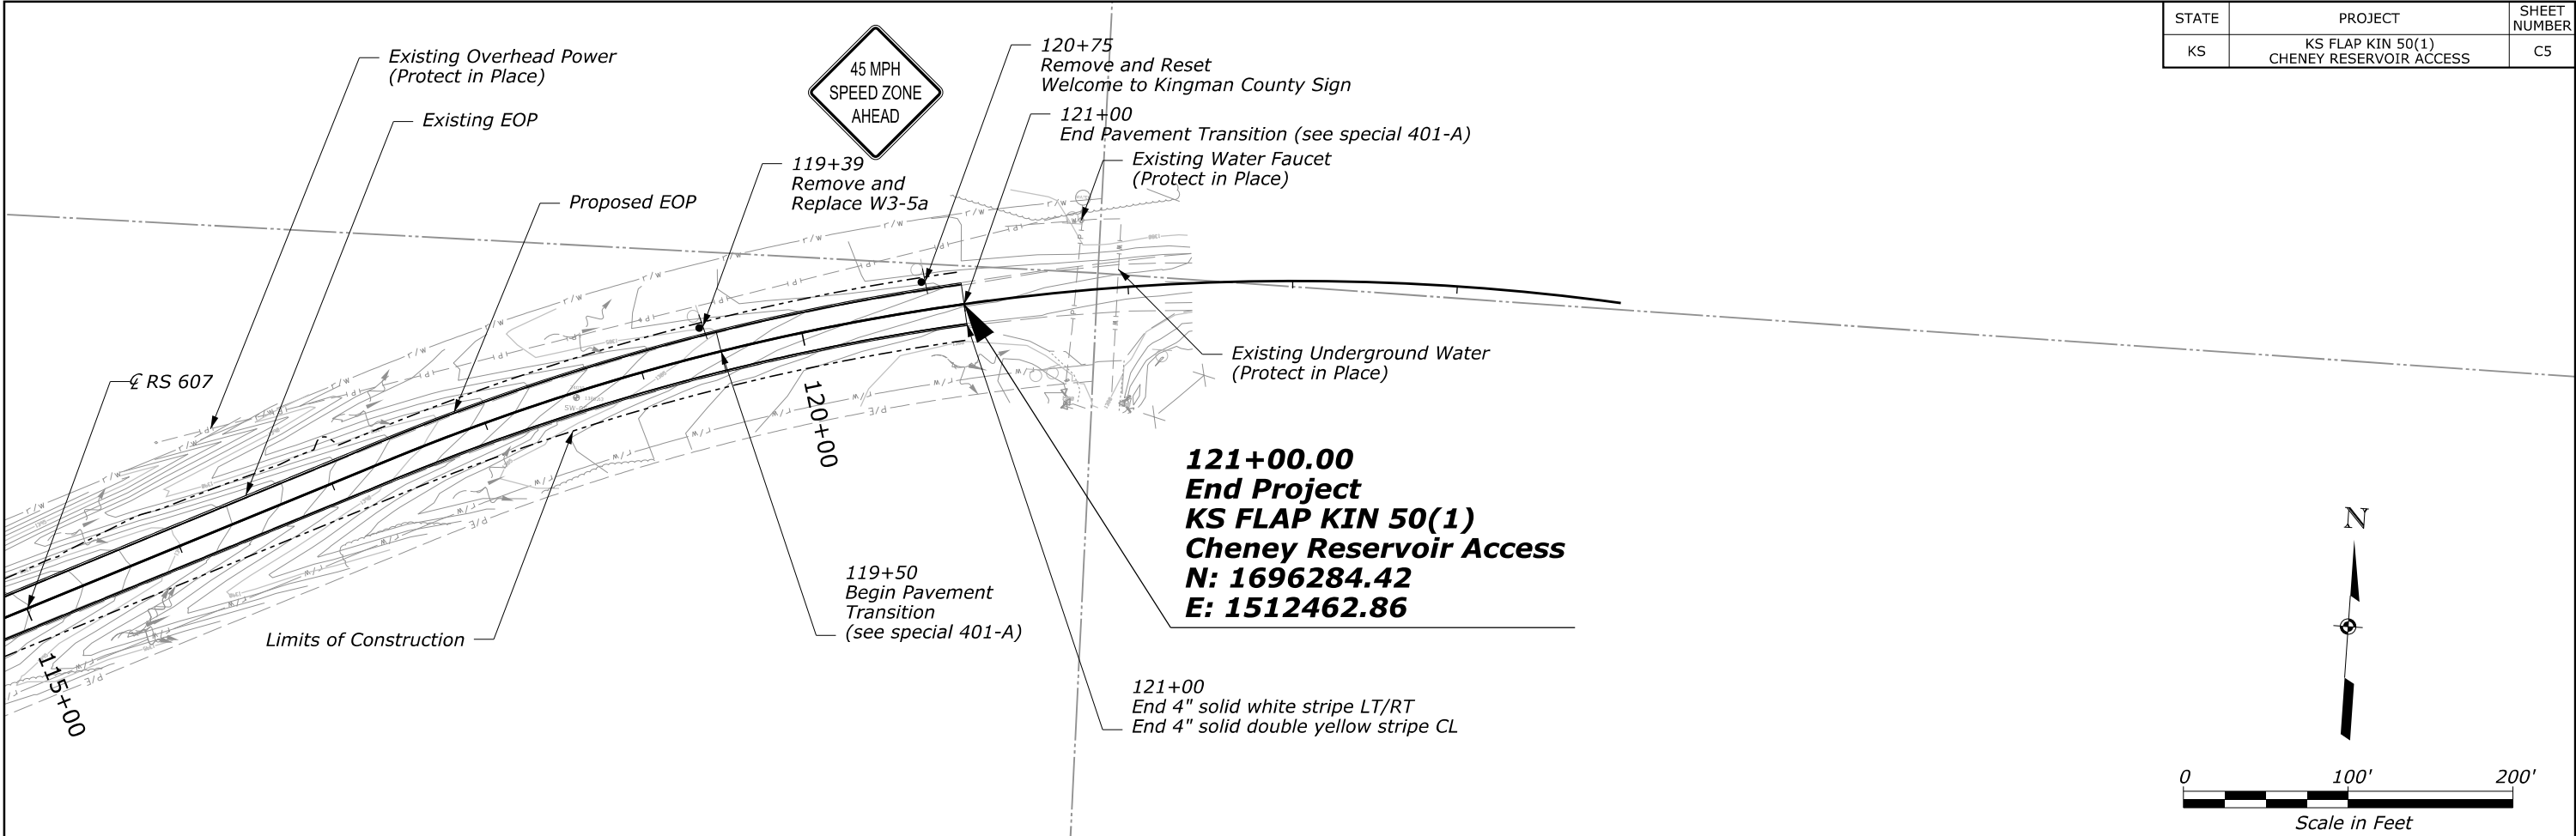 STATE
PROJECT
SHEET
NUMBER
KS
KS FLAP KIN 50(1)
CHENEY RESERVOIR ACCESS
C5
Existing Overhead Power
(Protect in Place)
Existing EOP
Proposed EOP
45 MPH
SPEED ZONE
AHEAD
119+39
Remove and
Replace W3-5a
120+75
Remove and Reset
Welcome to Kingman County Sign
121+00
End Pavement Transition (see special 401-A)
Existing Water Faucet
(Protect in Place)
Existing Underground Water
(Protect in Place)
℄ RS 607
Limits of Construction
115+00
120+00
119+50
Begin Pavement
Transition
(see special 401-A)
121+00.00
End Project
KS FLAP KIN 50(1)
Cheney Reservoir Access
N: 1696284.42
E: 1512462.86
121+00
End 4" solid white stripe LT/RT
End 4" solid double yellow stripe CL
N
0 100' 200'
Scale in Feet
r/w
r/w
r/w
r/w
r/w
r/w
r/w
r/w
r/w
r/w
r/w
P/E
P/E
P/E